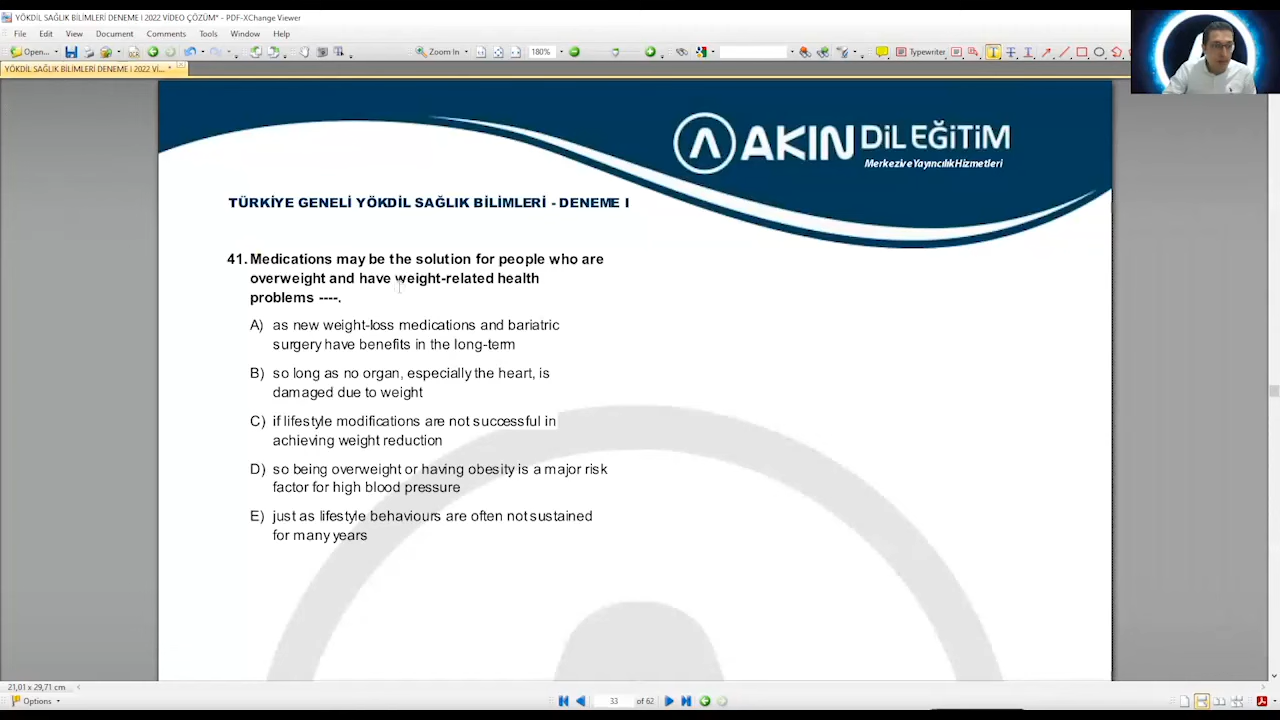 YÖKDİL SAĞLIK BİLİMLERİ DENEME I 2022 VİDEO ÇÖZÜM* - PDF-XChange Viewer
File Edit View Document Comments Tools Window Help
Open... Zoom In 180% Typewriter
YÖKDİL SAĞLIK BİLİMLERİ DENEME I 2022 Vİ... *
AKIN DİL EĞİTİM
Merkezi ve Yayıncılık Hizmetleri
TÜRKİYE GENELİ YÖKDİL SAĞLIK BİLİMLERİ - DENEME I
41. Medications may be the solution for people who are
overweight and have weight-related health
problems ----.
A) as new weight-loss medications and bariatric
surgery have benefits in the long-term
B) so long as no organ, especially the heart, is
damaged due to weight
C) if lifestyle modifications are not successful in
achieving weight reduction
D) so being overweight or having obesity is a major risk
factor for high blood pressure
E) just as lifestyle behaviours are often not sustained
for many years
21,01 x 29,71 cm
Options 33 of 62